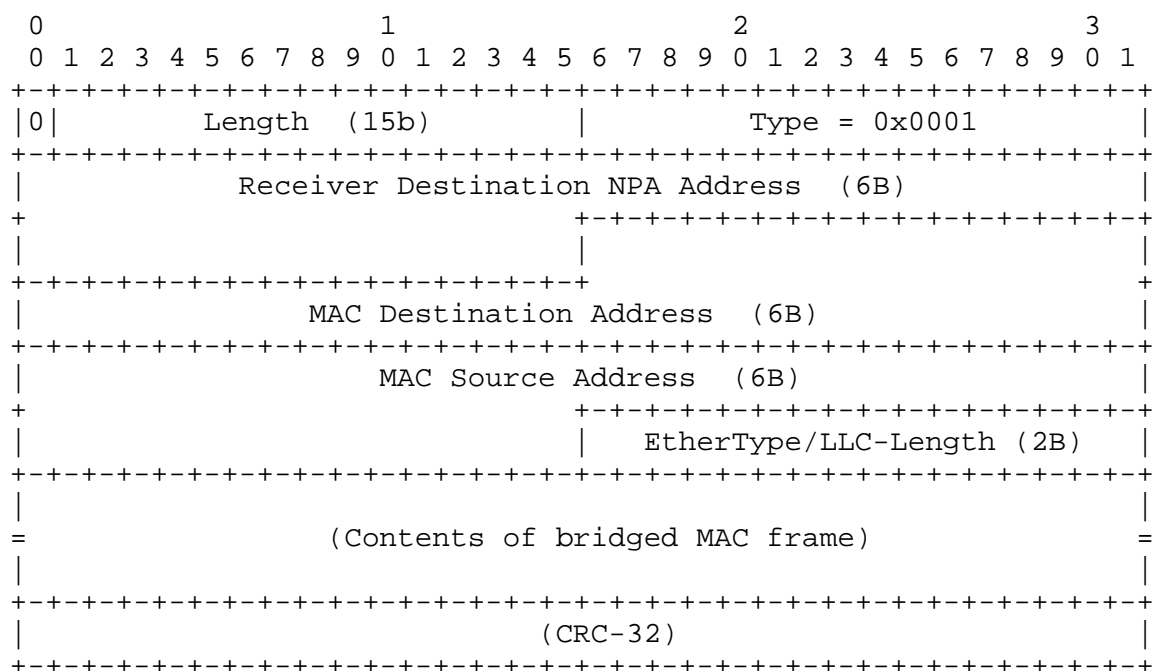 0                   1                   2                   3
 0 1 2 3 4 5 6 7 8 9 0 1 2 3 4 5 6 7 8 9 0 1 2 3 4 5 6 7 8 9 0 1
+-+-+-+-+-+-+-+-+-+-+-+-+-+-+-+-+-+-+-+-+-+-+-+-+-+-+-+-+-+-+-+-+
|0|        Length  (15b)        |         Type = 0x0001         |
+-+-+-+-+-+-+-+-+-+-+-+-+-+-+-+-+-+-+-+-+-+-+-+-+-+-+-+-+-+-+-+-+
|            Receiver Destination NPA Address  (6B)             |
+                               +-+-+-+-+-+-+-+-+-+-+-+-+-+-+-+-+
|                               |                               |
+-+-+-+-+-+-+-+-+-+-+-+-+-+-+-+-+                               +
|                MAC Destination Address  (6B)                  |
+-+-+-+-+-+-+-+-+-+-+-+-+-+-+-+-+-+-+-+-+-+-+-+-+-+-+-+-+-+-+-+-+
|                    MAC Source Address  (6B)                   |
+                               +-+-+-+-+-+-+-+-+-+-+-+-+-+-+-+-+
|                               |   EtherType/LLC-Length (2B)   |
+-+-+-+-+-+-+-+-+-+-+-+-+-+-+-+-+-+-+-+-+-+-+-+-+-+-+-+-+-+-+-+-+
|                                                               |
=                 (Contents of bridged MAC frame)               =
|                                                               |
+-+-+-+-+-+-+-+-+-+-+-+-+-+-+-+-+-+-+-+-+-+-+-+-+-+-+-+-+-+-+-+-+
|                             (CRC-32)                          |
+-+-+-+-+-+-+-+-+-+-+-+-+-+-+-+-+-+-+-+-+-+-+-+-+-+-+-+-+-+-+-+-+